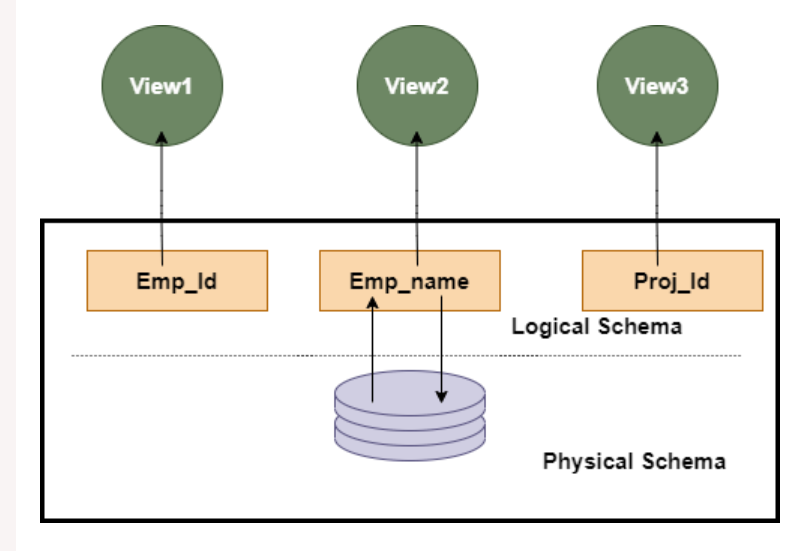 View1
View2
View3
Emp_Id
Emp_name
Proj_Id
Logical Schema
Physical Schema